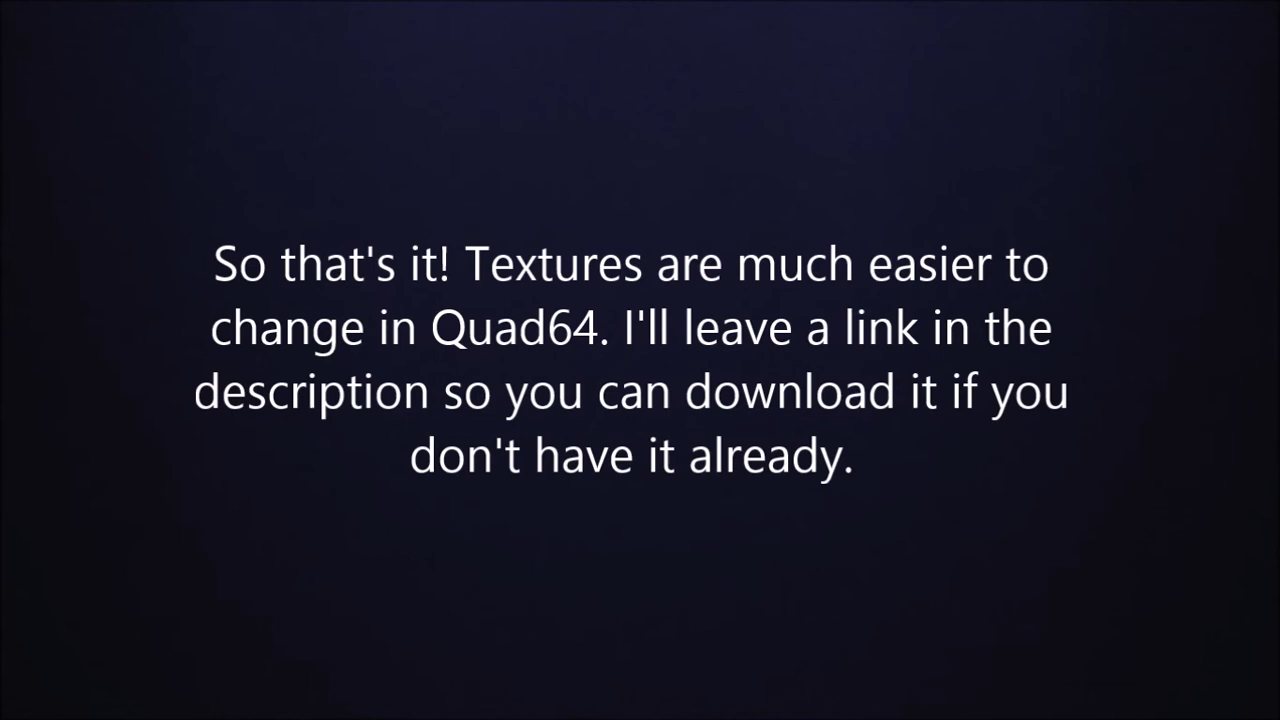 So that's it! Textures are much easier to
change in Quad64. I'll leave a link in the
description so you can download it if you
don't have it already.